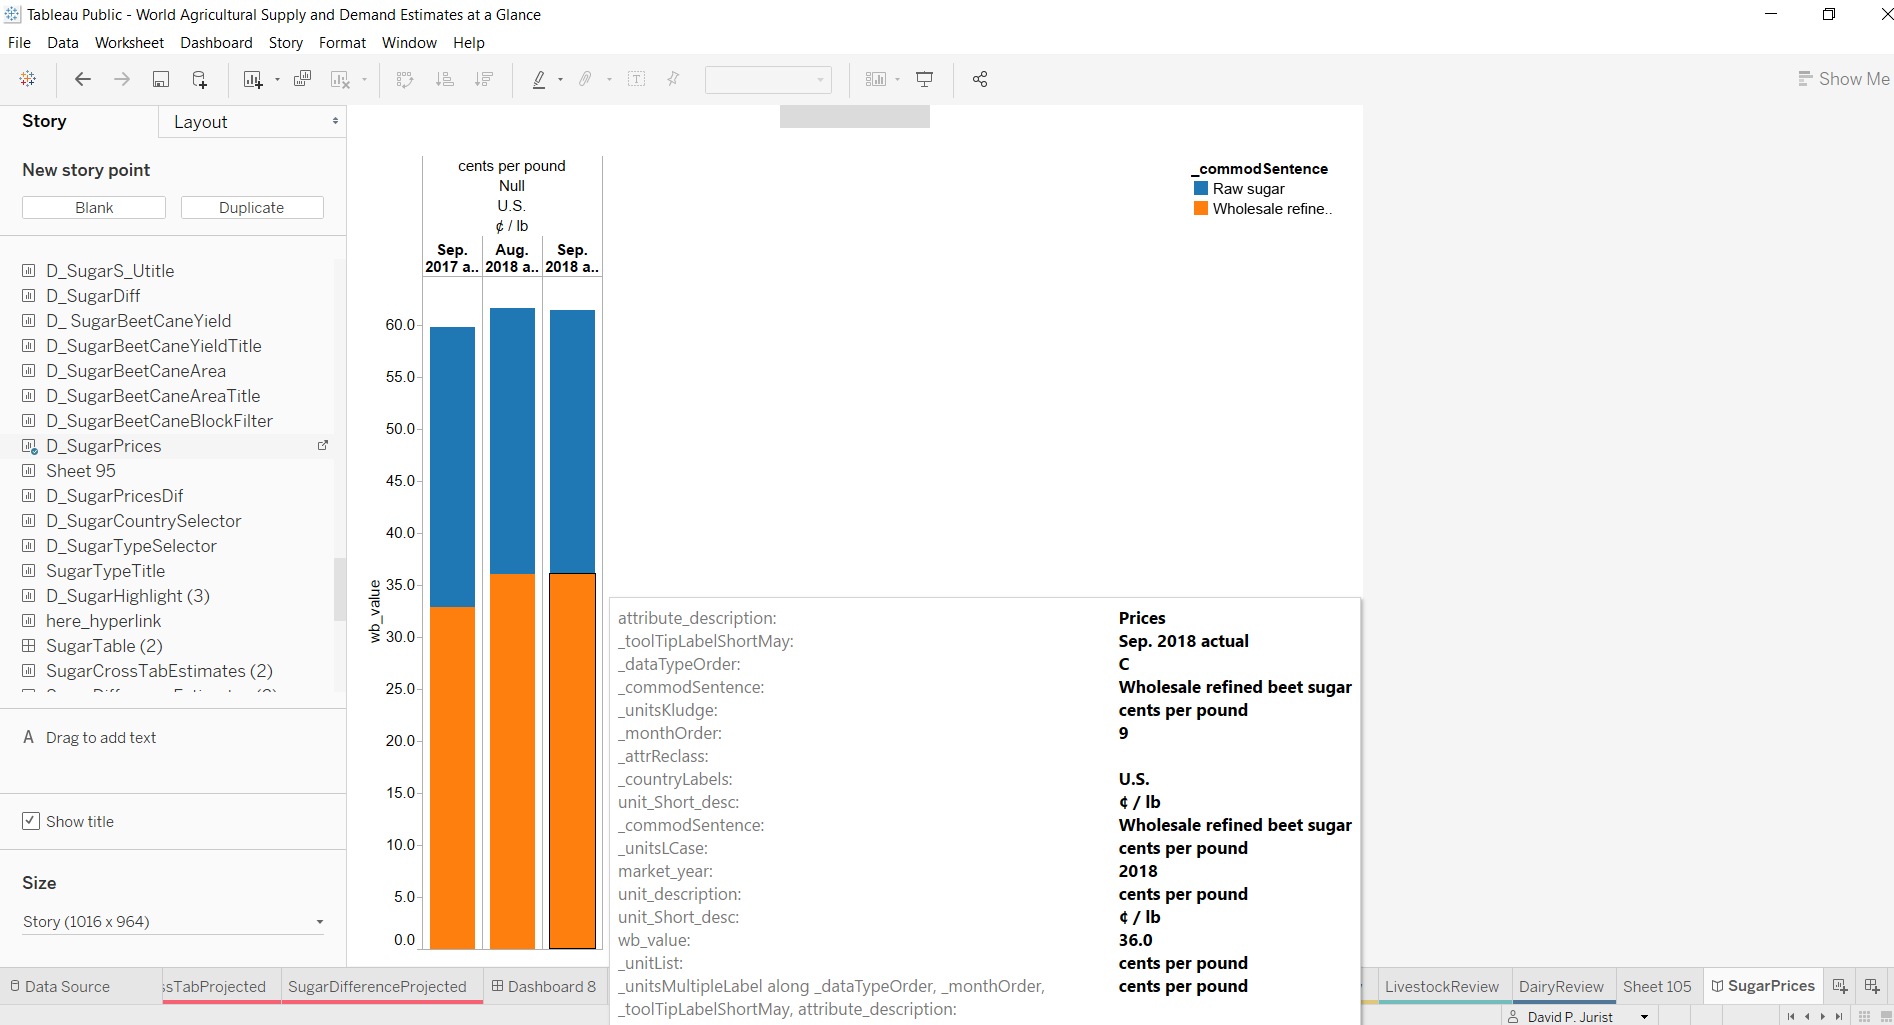 Tableau Public - World Agricultural Supply and Demand Estimates at a Glance
File Data Worksheet Dashboard Story Format Window Help
Show Me
Story
Layout
New story point
Blank
Duplicate
D_SugarS_Utitle
D_SugarDiff
D_ SugarBeetCaneYield
D_SugarBeetCaneYieldTitle
D_SugarBeetCaneArea
D_SugarBeetCaneAreaTitle
D_SugarBeetCaneBlockFilter
D_SugarPrices
Sheet 95
D_SugarPricesDif
D_SugarCountrySelector
D_SugarTypeSelector
SugarTypeTitle
D_SugarHighlight (3)
here_hyperlink
SugarTable (2)
SugarCrossTabEstimates (2)
A Drag to add text
Show title
Size
Story (1016 x 964)
cents per pound
Null
U.S.
¢ / lb
Sep. 2017 a..
Aug. 2018 a..
Sep. 2018 a..
60.0
55.0
50.0
45.0
40.0
35.0
30.0
25.0
20.0
15.0
10.0
5.0
0.0
wb_value
_commodSentence
Raw sugar
Wholesale refine..
attribute_description: Prices
_toolTipLabelShortMay: Sep. 2018 actual
_dataTypeOrder: C
_commodSentence: Wholesale refined beet sugar
_unitsKludge: cents per pound
_monthOrder: 9
_attrReclass:
_countryLabels: U.S.
unit_Short_desc: ¢ / lb
_commodSentence: Wholesale refined beet sugar
_unitsLCase: cents per pound
market_year: 2018
unit_description: cents per pound
unit_Short_desc: ¢ / lb
wb_value: 36.0
_unitList: cents per pound
_unitsMultipleLabel along _dataTypeOrder, _monthOrder, cents per pound
_toolTipLabelShortMay, attribute_description:
Data Source
ssTabProjected
SugarDifferenceProjected
Dashboard 8
LivestockReview
DairyReview
Sheet 105
SugarPrices
David P. Jurist